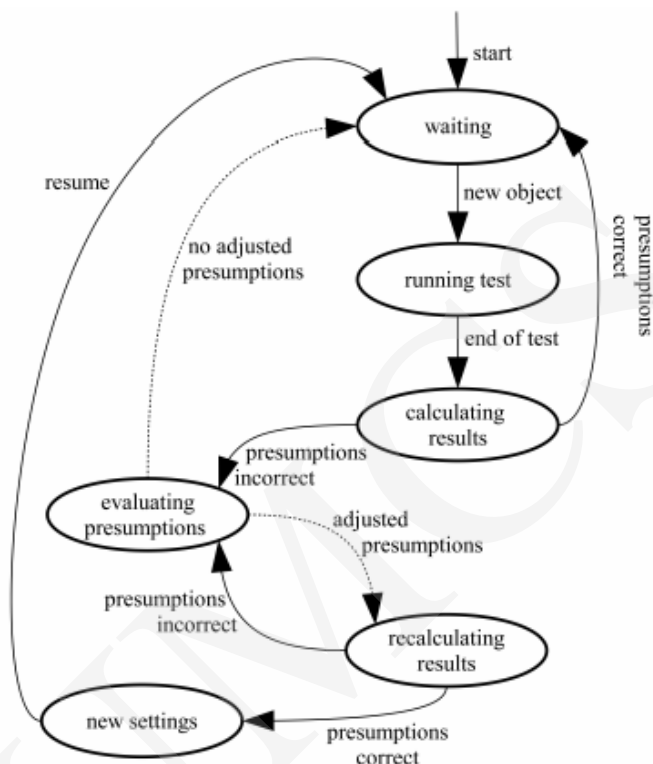 start
waiting
resume
new object
no adjusted
presumptions
presumptions
correct
running test
end of test
calculating
results
presumptions
incorrect
evaluating
presumptions
adjusted
presumptions
presumptions
incorrect
recalculating
results
new settings
presumptions
correct
UMCS